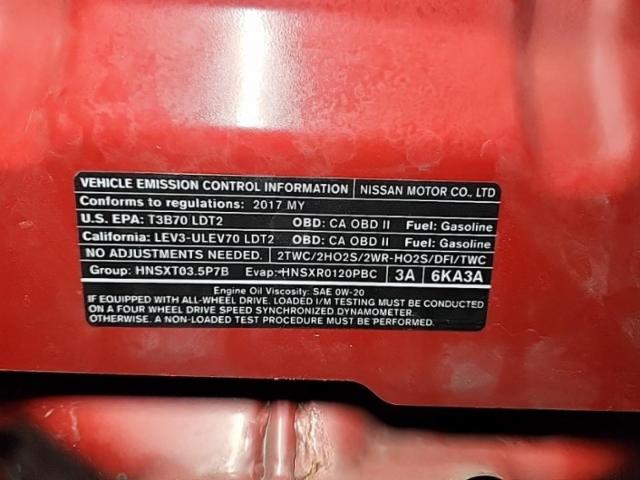 VEHICLE EMISSION CONTROL INFORMATION NISSAN MOTOR CO., LTD
Conforms to regulations: 2017 MY
U.S. EPA: T3B70 LDT2 OBD: CA OBD II Fuel: Gasoline
California: LEV3-ULEV70 LDT2 OBD: CA OBD II Fuel: Gasoline
NO ADJUSTMENTS NEEDED. 2TWC/2HO2S/2WR-HO2S/DFI/TWC
Group: HNSXT03.5P7B Evap: HNSXR0120PBC 3A 6KA3A
Engine Oil Viscosity: SAE 0W-20
IF EQUIPPED WITH ALL-WHEEL DRIVE, LOADED I/M TESTING MUST BE CONDUCTED
ON A FOUR WHEEL DRIVE SPEED SYNCHRONIZED DYNAMOMETER.
OTHERWISE, A NON-LOADED TEST PROCEDURE MUST BE PERFORMED.